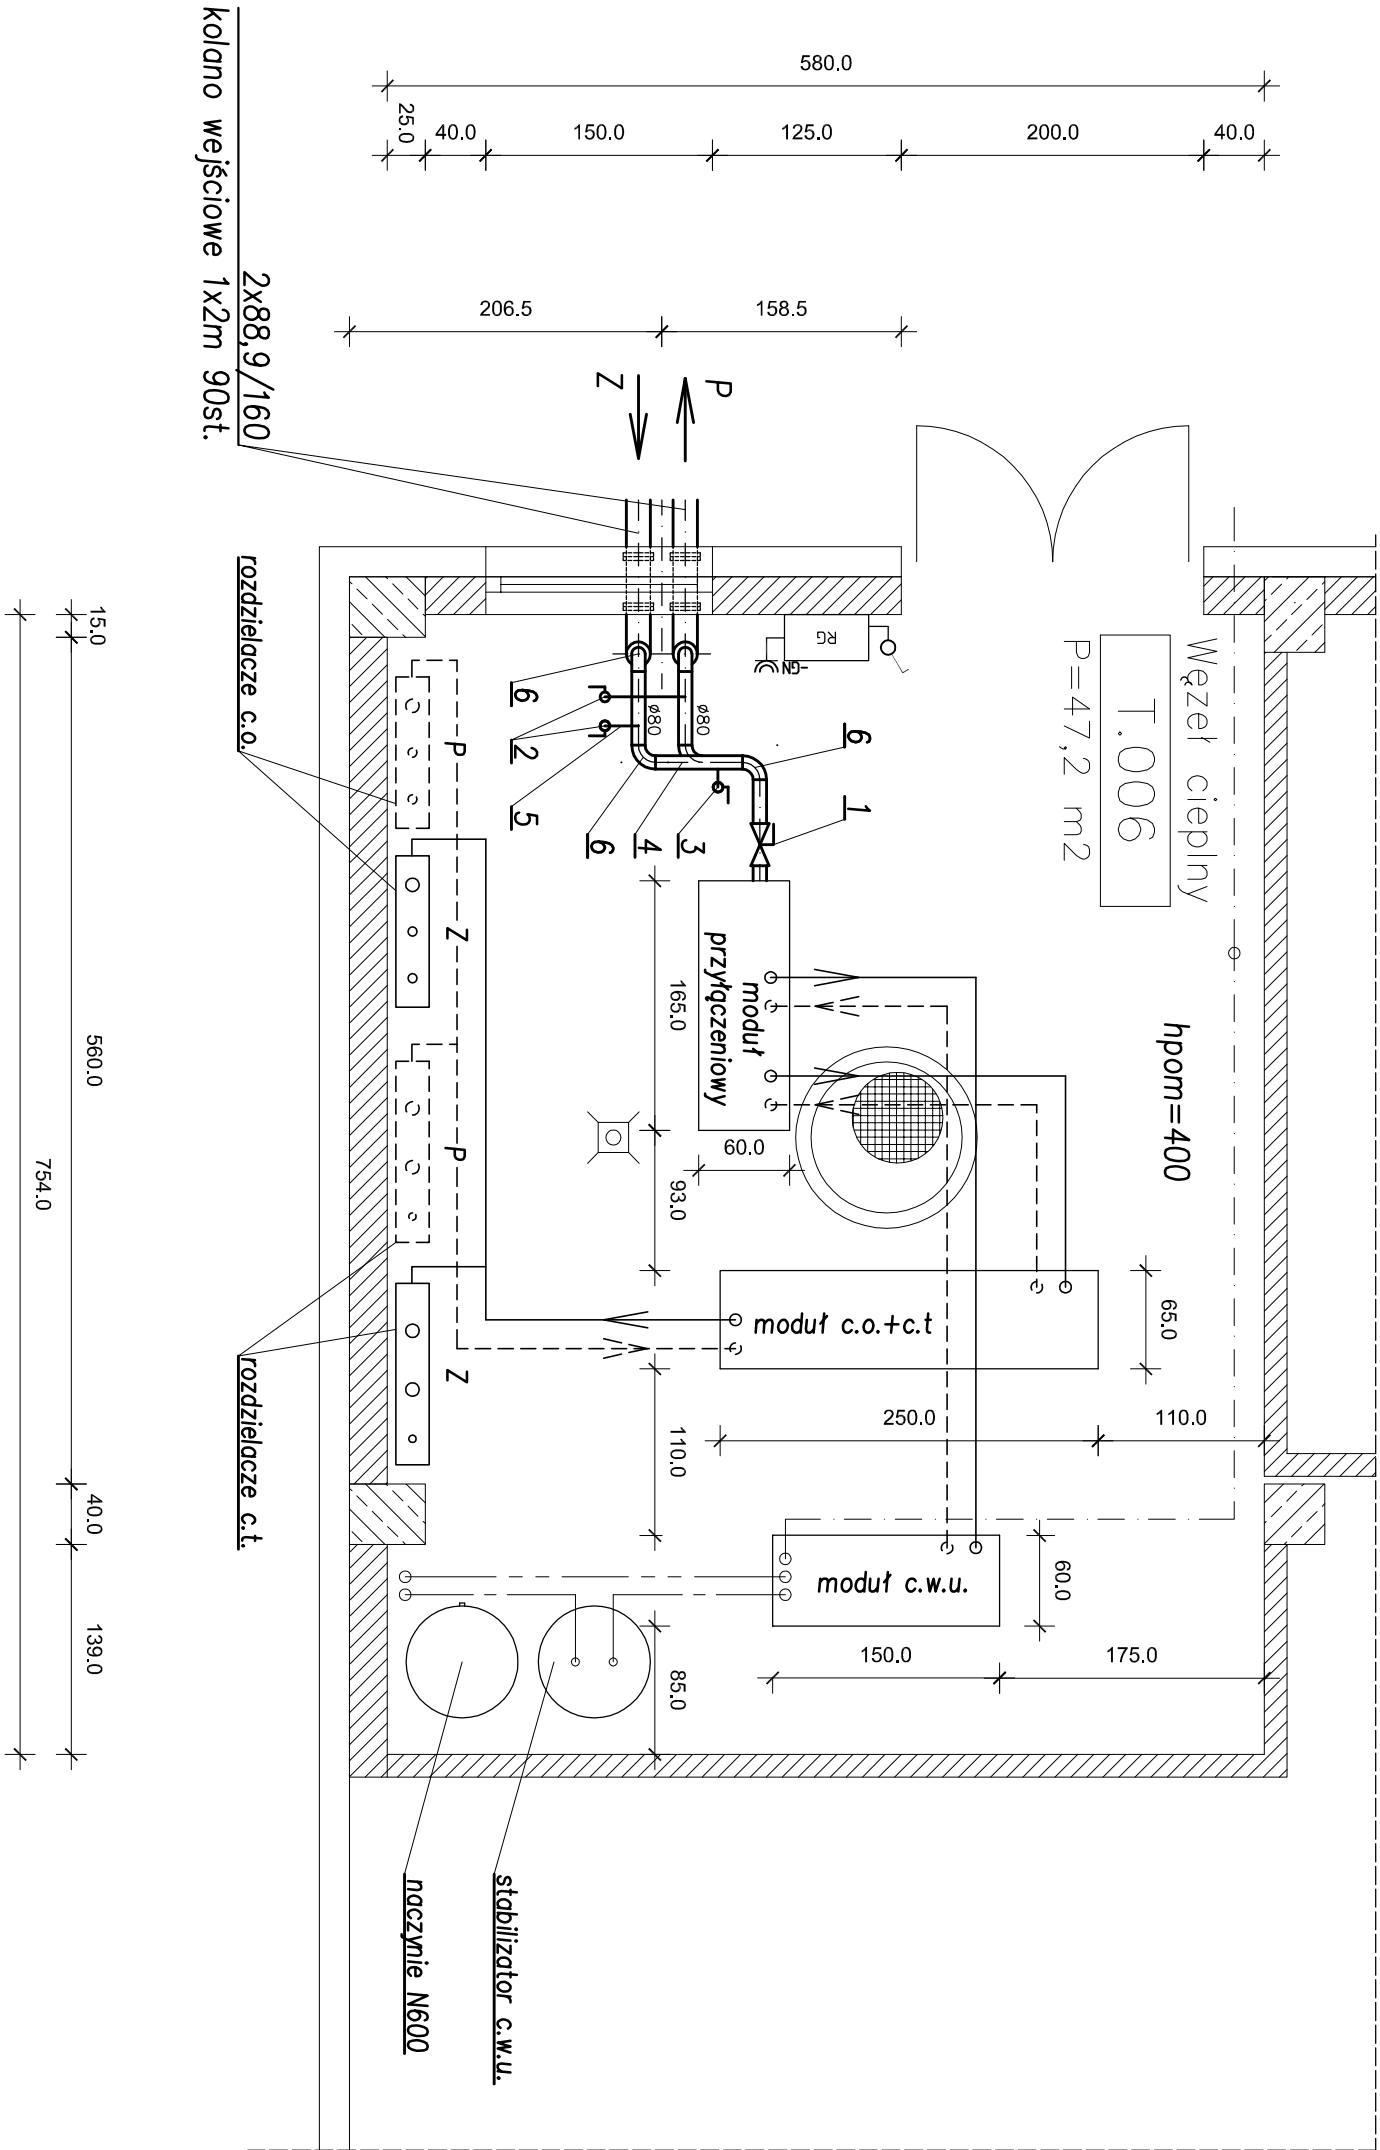 580.0
25.0
40.0
150.0
125.0
200.0
40.0
206.5
158.5
kolano wejściowe 1x2m 90st.
2x88,9/160
Z
P
Węzeł cieplny
T.006
P=47,2 m2
hpom=400
RG
-GN
ø80
ø80
6
2
5
6
4
3
1
6
rozdzielacze c.o.
P
Z
P
Z
rozdzielacze c.t.
moduł
przyłączeniowy
165.0
60.0
93.0
moduł c.o.+c.t
65.0
250.0
110.0
110.0
moduł c.w.u.
60.0
150.0
175.0
85.0
stabilizator c.w.u.
naczynie N600
15.0
560.0
40.0
139.0
754.0